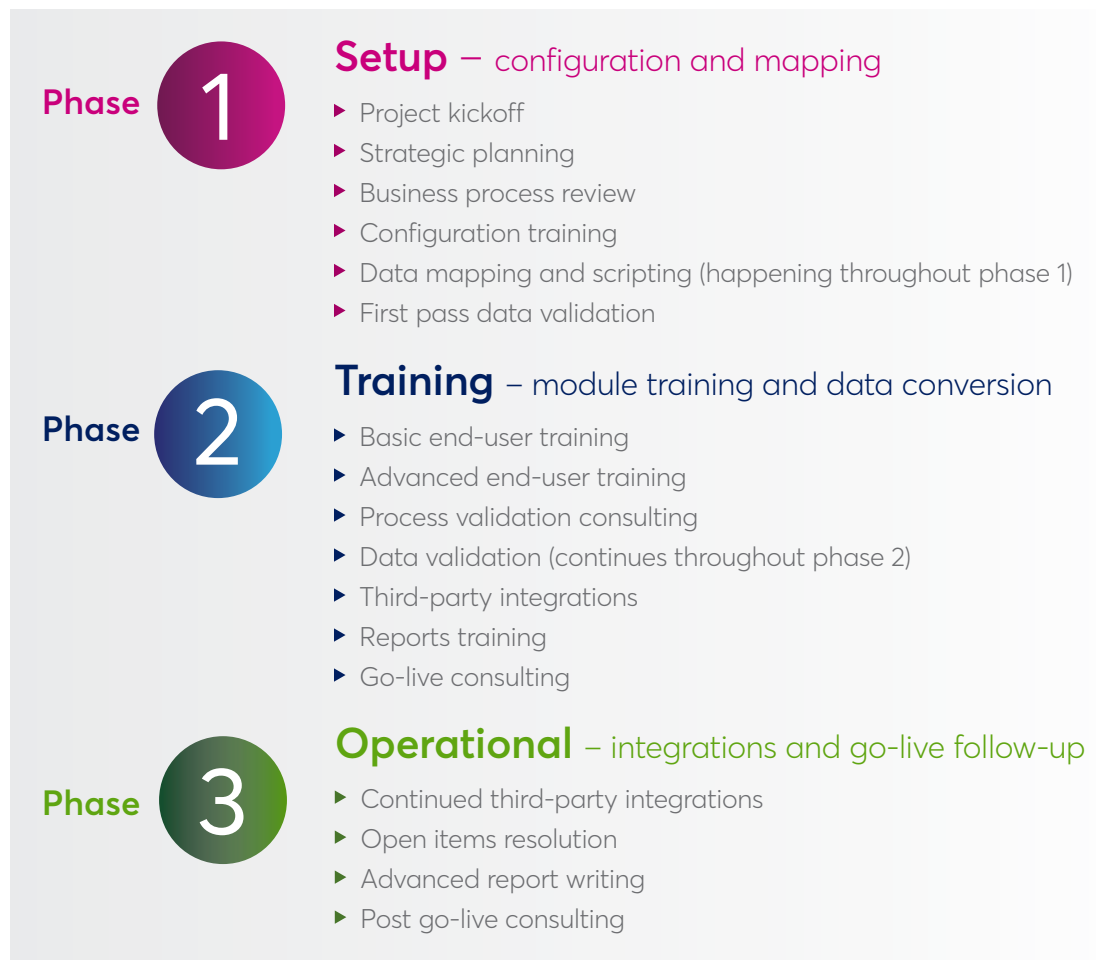 Phase 1
Setup – configuration and mapping
Project kickoff
Strategic planning
Business process review
Configuration training
Data mapping and scripting (happening throughout phase 1)
First pass data validation
Phase 2
Training – module training and data conversion
Basic end-user training
Advanced end-user training
Process validation consulting
Data validation (continues throughout phase 2)
Third-party integrations
Reports training
Go-live consulting
Phase 3
Operational – integrations and go-live follow-up
Continued third-party integrations
Open items resolution
Advanced report writing
Post go-live consulting